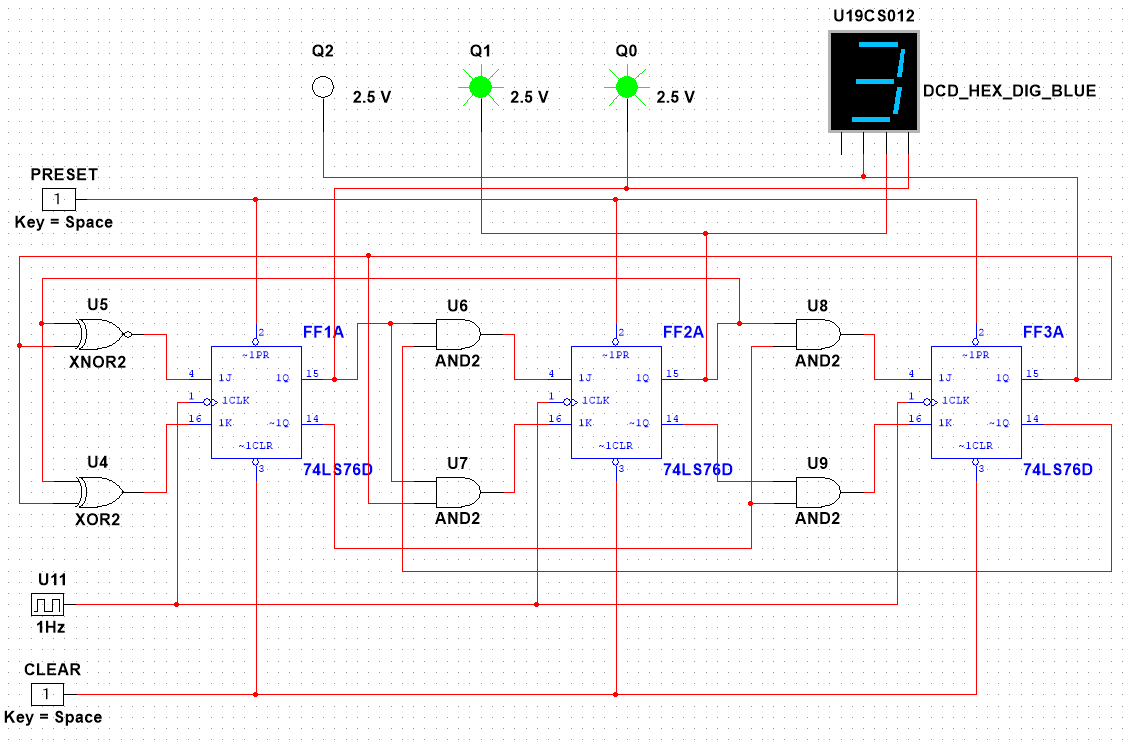 U19CS012
Q2
Q1
Q0
2.5 V
2.5 V
2.5 V
3
DCD_HEX_DIG_BLUE
PRESET
1
Key = Space
U5
XNOR2
U6
AND2
U8
AND2
FF1A
2
~1PR
4
1J
1Q
15
1
1CLK
16
1K
~1Q
14
~1CLR
3
74LS76D
FF2A
2
~1PR
4
1J
1Q
15
1
1CLK
16
1K
~1Q
14
~1CLR
3
74LS76D
FF3A
2
~1PR
4
1J
1Q
15
1
1CLK
16
1K
~1Q
14
~1CLR
3
74LS76D
U4
XOR2
U7
AND2
U9
AND2
U11
1Hz
CLEAR
1
Key = Space